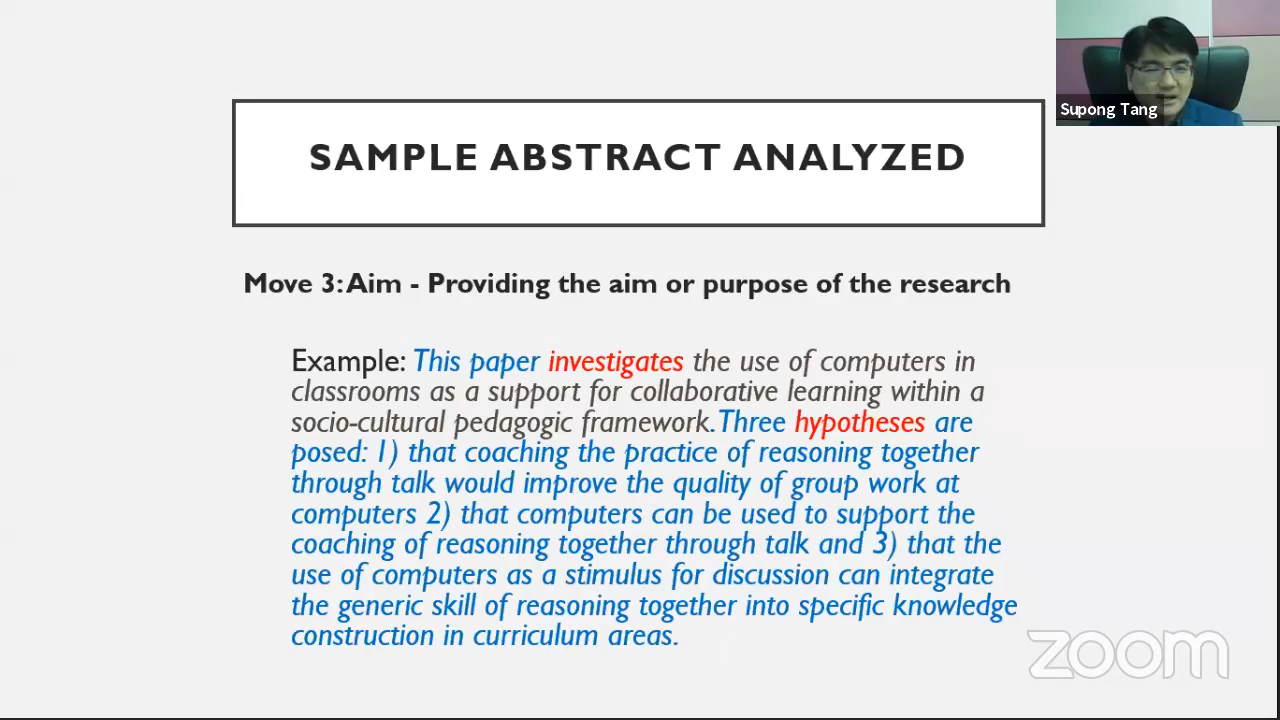 Supong Tang
SAMPLE ABSTRACT ANALYZED
Move 3: Aim - Providing the aim or purpose of the research
Example: This paper investigates the use of computers in
classrooms as a support for collaborative learning within a
socio-cultural pedagogic framework. Three hypotheses are
posed: 1) that coaching the practice of reasoning together
through talk would improve the quality of group work at
computers 2) that computers can be used to support the
coaching of reasoning together through talk and 3) that the
use of computers as a stimulus for discussion can integrate
the generic skill of reasoning together into specific knowledge
construction in curriculum areas.
zoom